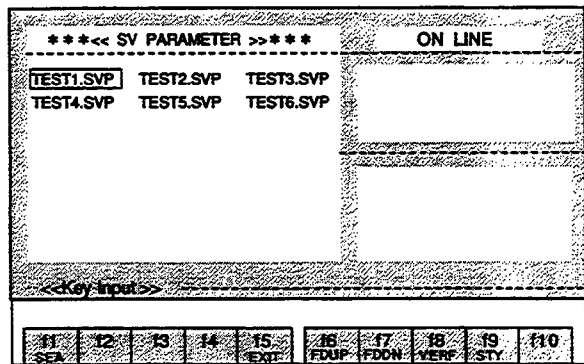 ***<< SV PARAMETER >>***
ON LINE
TEST1.SVP TEST2.SVP TEST3.SVP
TEST4.SVP TEST5.SVP TEST6.SVP
<<Key Input>>
f1 f2 f3 f4 f5 f6 f7 f8 f9 f10
SEA EXIT FDUP FDDN VERF STY